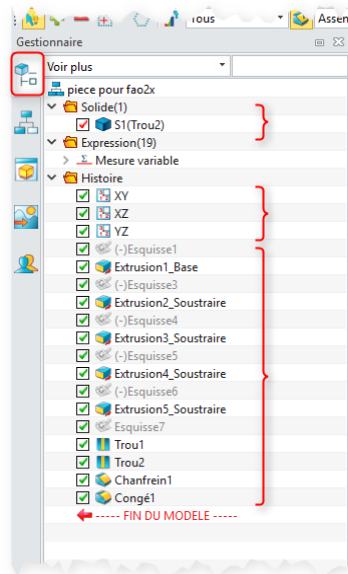 Tous
Assem
Gestionnaire
Voir plus
piece pour fao2x
Solide(1)
S1(Trou2)
Expression(19)
Mesure variable
Histoire
XY
XZ
YZ
(-)Esquisse1
Extrusion1_Base
(-)Esquisse3
Extrusion2_Soustraire
(-)Esquisse4
Extrusion3_Soustraire
(-)Esquisse5
Extrusion4_Soustraire
(-)Esquisse6
Extrusion5_Soustraire
Esquisse7
Trou1
Trou2
Chanfrein1
Congé1
----- FIN DU MODELE -----